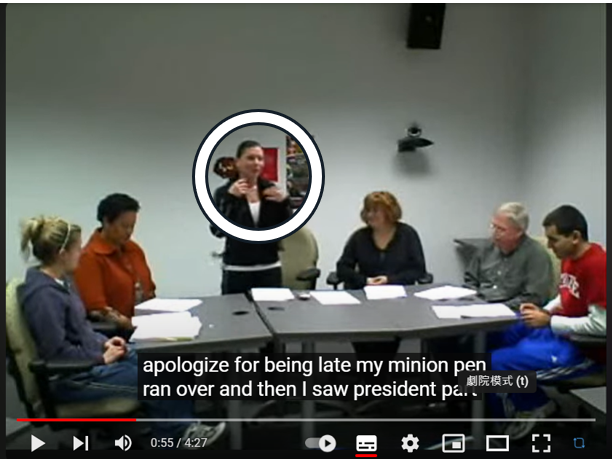 apologize for being late my minion pen
ran over and then I saw president part
劇院模式 (t)
0:55 / 4:27